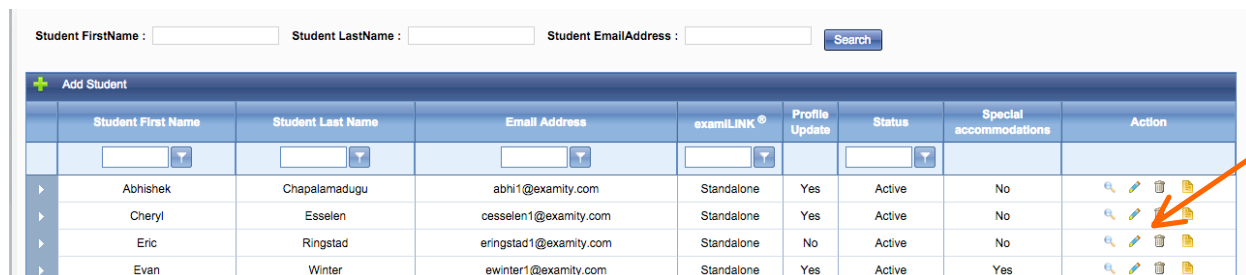 Student FirstName : Student LastName : Student EmailAddress : Search
Add Student
Student First Name Student Last Name Email Address examiLINK ® Profile Update Status Special accommodations Action
Abhishek Chapalamadugu abhi1@examity.com Standalone Yes Active No
Cheryl Esselen cesselen1@examity.com Standalone Yes Active No
Eric Ringstad eringstad1@examity.com Standalone No Active No
Evan Winter ewinter1@examity.com Standalone Yes Active Yes